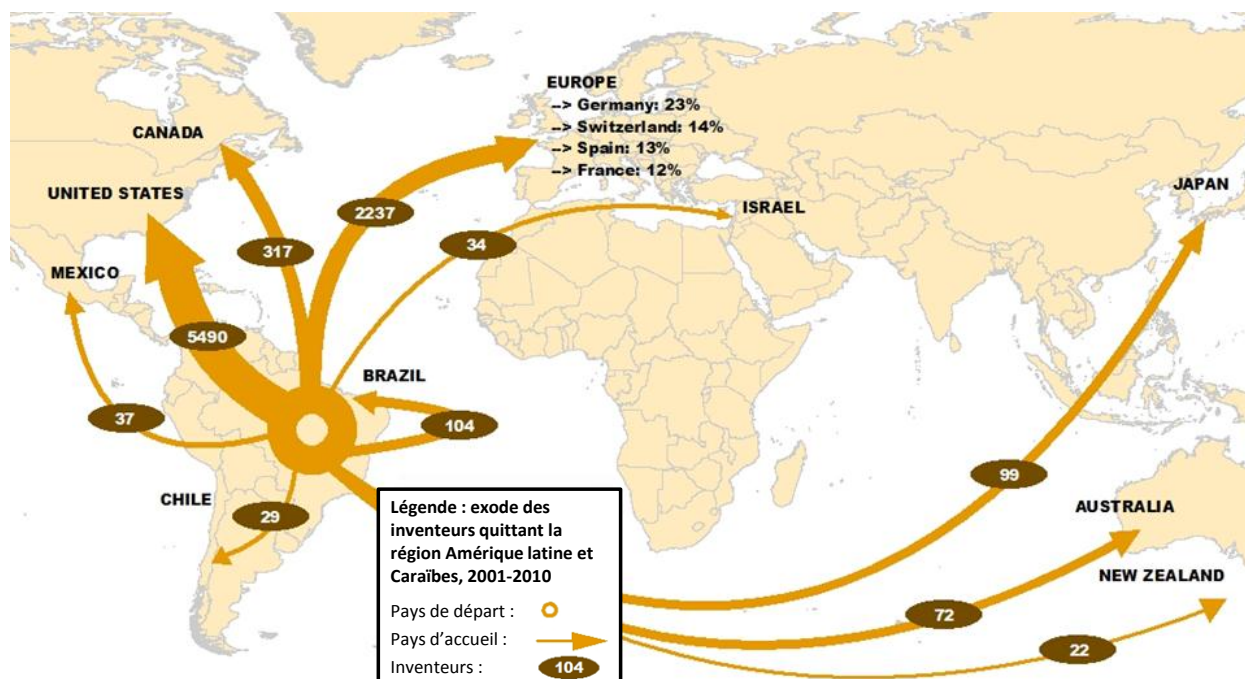 EUROPE
--> Germany: 23%
--> Switzerland: 14%
--> Spain: 13%
--> France: 12%
CANADA
UNITED STATES
JAPAN
ISRAEL
2237
317
34
MEXICO
5490
BRAZIL
37
104
99
CHILE
29
AUSTRALIA
NEW ZEALAND
72
22
Légende : exode des
inventeurs quittant la
région Amérique latine et
Caraïbes, 2001-2010
Pays de départ :
Pays d’accueil :
Inventeurs : 104